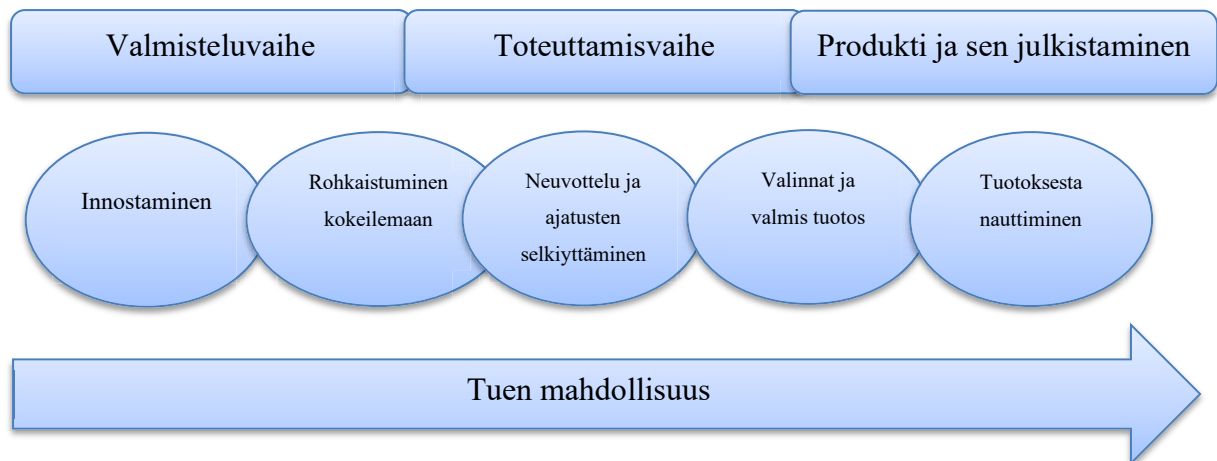 Valmisteluvaihe
Toteuttamisvaihe
Produkti ja sen julkistaminen
Innostaminen
Rohkaistuminen
kokeilemaan
Neuvottelu ja
ajatusten
selkiyttäminen
Valinnat ja
valmis tuotos
Tuotoksesta
nauttiminen
Tuen mahdollisuus